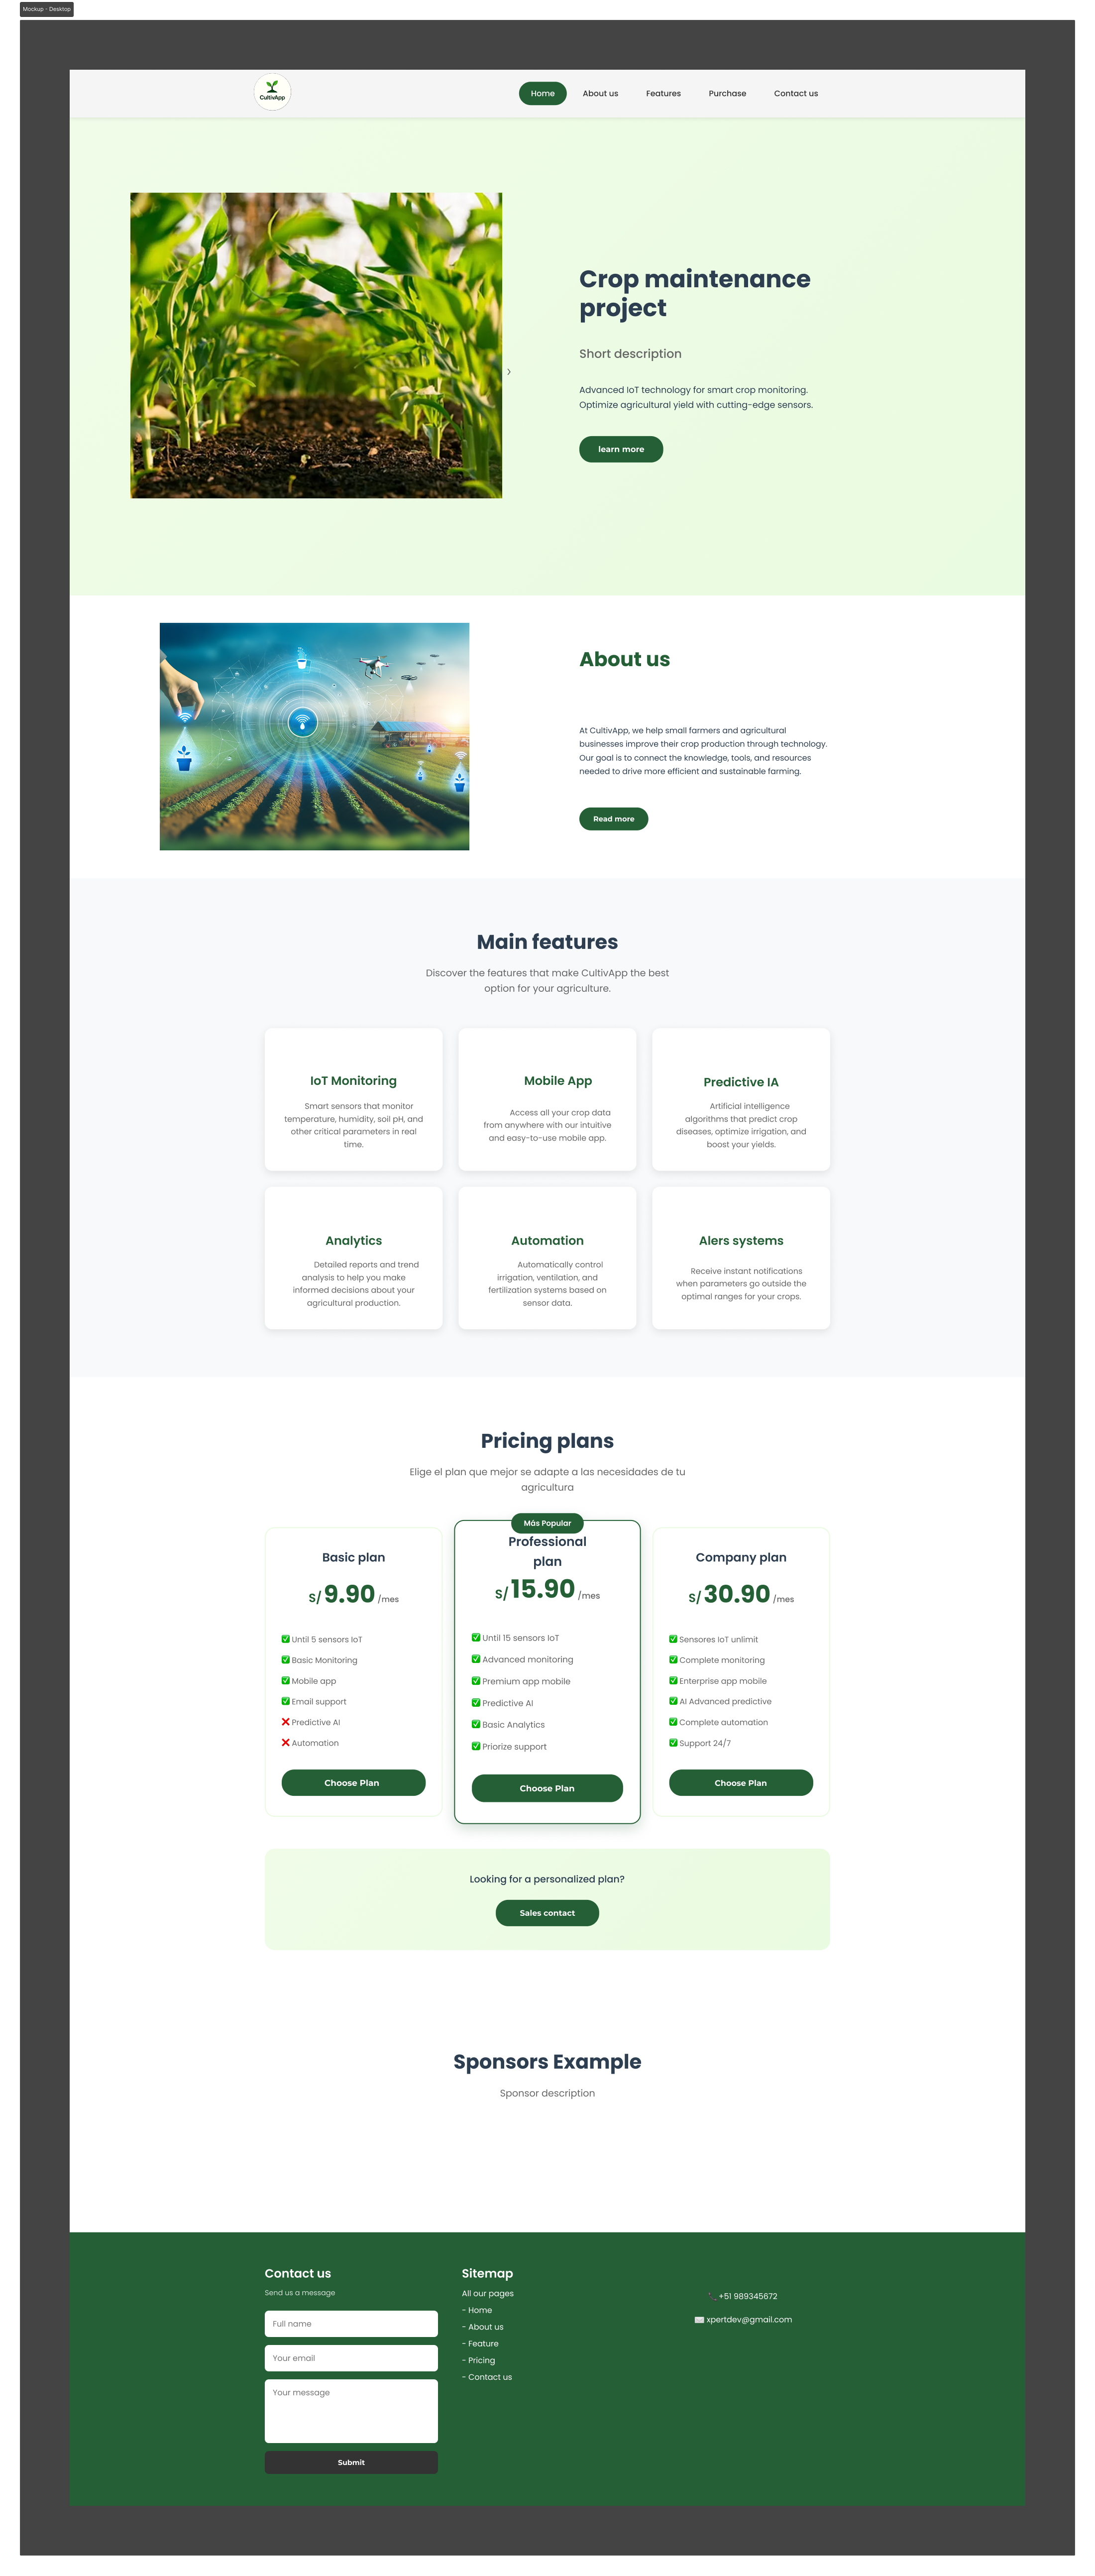 Mockup - Desktop
CultivApp
Home
About us
Features
Purchase
Contact us
Crop maintenance
project
Short description
Advanced IoT technology for smart crop monitoring.
Optimize agricultural yield with cutting-edge sensors.
learn more
About us
At CultivApp, we help small farmers and agricultural
businesses improve their crop production through technology.
Our goal is to connect the knowledge, tools, and resources
needed to drive more efficient and sustainable farming.
Read more
Main features
Discover the features that make CultivApp the best
option for your agriculture.
IoT Monitoring
Smart sensors that monitor
temperature, humidity, soil pH, and
other critical parameters in real
time.
Mobile App
Access all your crop data
from anywhere with our intuitive
and easy-to-use mobile app.
Predictive IA
Artificial intelligence
algorithms that predict crop
diseases, optimize irrigation, and
boost your yields.
Analytics
Detailed reports and trend
analysis to help you make
informed decisions about your
agricultural production.
Automation
Automatically control
irrigation, ventilation, and
fertilization systems based on
sensor data.
Alers systems
Receive instant notifications
when parameters go outside the
optimal ranges for your crops.
Pricing plans
Elige el plan que mejor se adapte a las necesidades de tu
agricultura
Basic plan
S/ 9.90 /mes
✅ Until 5 sensors IoT
✅ Basic Monitoring
✅ Mobile app
✅ Email support
❌ Predictive AI
❌ Automation
Choose Plan
Más Popular
Professional
plan
S/ 15.90 /mes
✅ Until 15 sensors IoT
✅ Advanced monitoring
✅ Premium app mobile
✅ Predictive AI
✅ Basic Analytics
✅ Priorize support
Choose Plan
Company plan
S/ 30.90 /mes
✅ Sensores IoT unlimit
✅ Complete monitoring
✅ Enterprise app mobile
✅ AI Advanced predictive
✅ Complete automation
✅ Support 24/7
Choose Plan
Looking for a personalized plan?
Sales contact
Sponsors Example
Sponsor description
Contact us
Send us a message
Full name
Your email
Your message
Submit
Sitemap
All our pages
- Home
- About us
- Feature
- Pricing
- Contact us
📞 +51 989345672
✉️ xpertdev@gmail.com